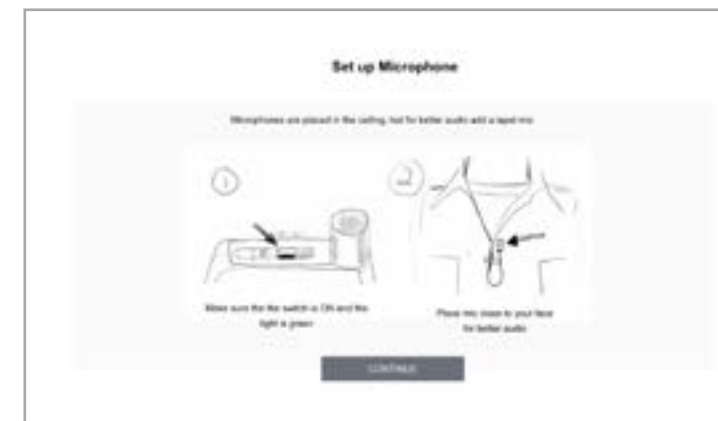 Set up Microphone
Microphones are placed in the ceiling, but for better audio add a lapel mic
1
2
Make sure the the switch is ON and the
light is green
Place mic close to your face
for better audio
CONTINUE